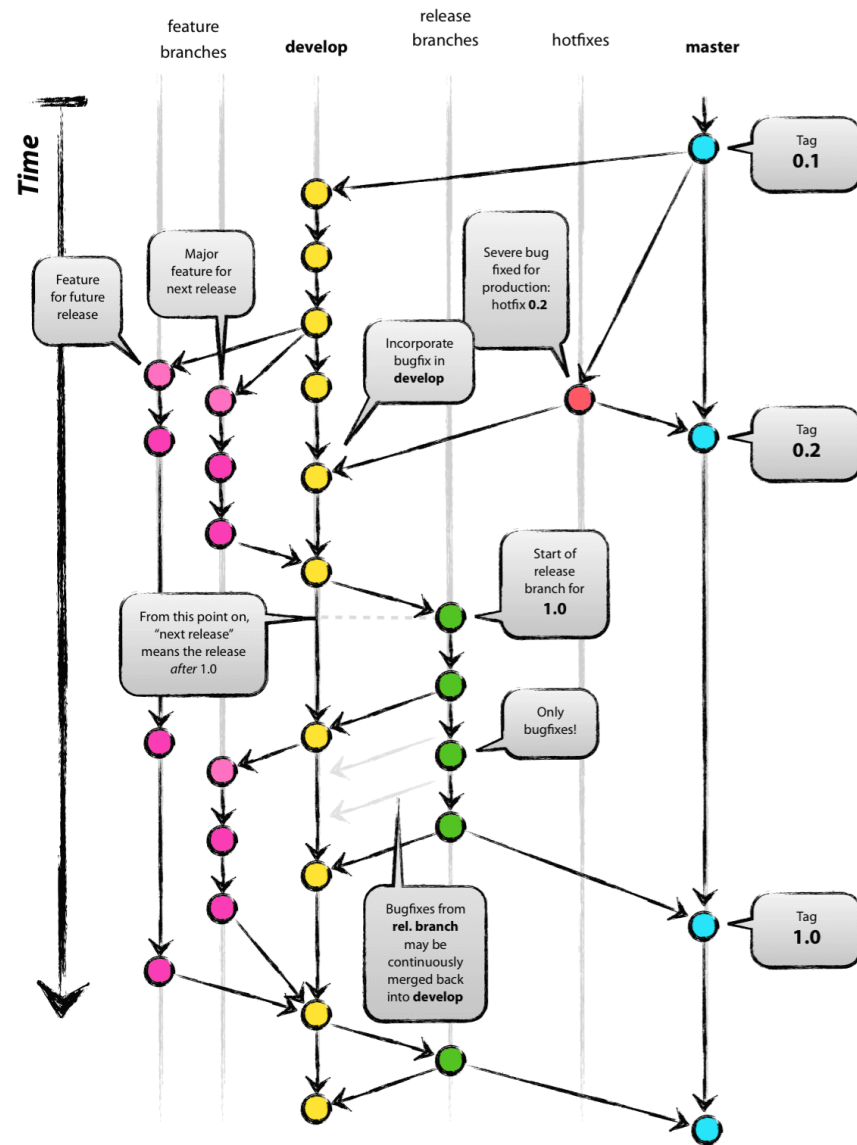 feature
branches
develop
release
branches
hotfixes
master
Time
Tag
0.1
Major
feature for
next release
Feature
for future
release
Severe bug
fixed for
production:
hotfix 0.2
Incorporate
bugfix in
develop
Tag
0.2
Start of
release
branch for
1.0
From this point on,
“next release”
means the release
after 1.0
Only
bugfixes!
Bugfixes from
rel. branch
may be
continuously
merged back
into develop
Tag
1.0